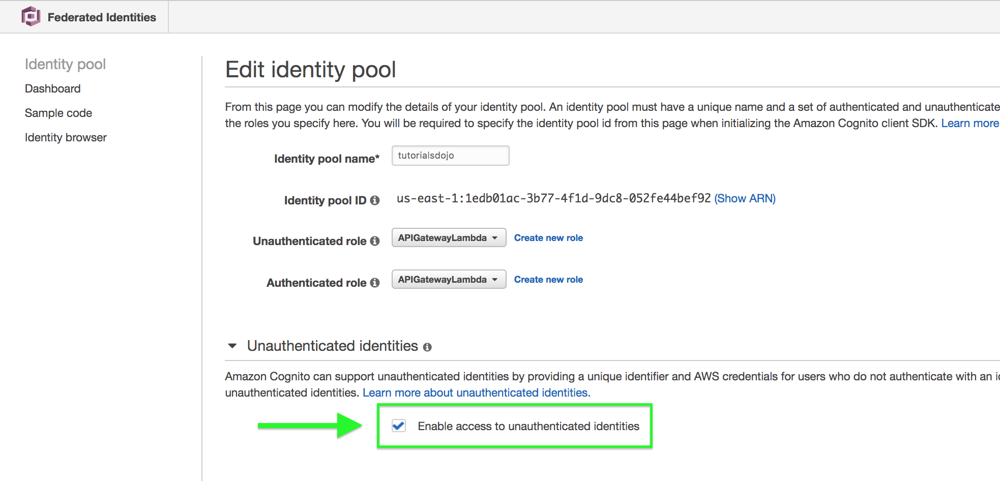 Federated Identities
Identity pool
Dashboard
Sample code
Identity browser
Edit identity pool
From this page you can modify the details of your identity pool. An identity pool must have a unique name and a set of authenticated and unauthenticate
the roles you specify here. You will be required to specify the identity pool id from this page when initializing the Amazon Cognito client SDK. Learn more
Identity pool name* tutorialsdojo
Identity pool ID us-east-1:1edb01ac-3b77-4f1d-9dc8-052fe44bef92 (Show ARN)
Unauthenticated role APIGatewayLambda Create new role
Authenticated role APIGatewayLambda Create new role
Unauthenticated identities
Amazon Cognito can support unauthenticated identities by providing a unique identifier and AWS credentials for users who do not authenticate with an
unauthenticated identities. Learn more about unauthenticated identities.
Enable access to unauthenticated identities